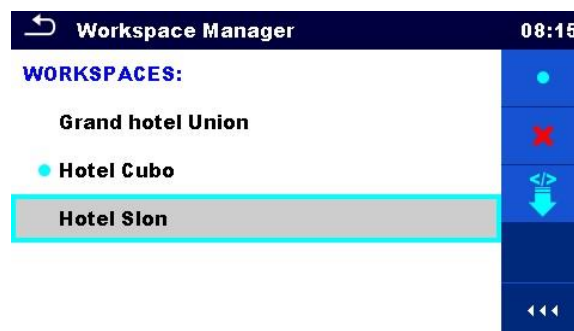 Workspace Manager 08:15
WORKSPACES:
Grand hotel Union
Hotel Cubo
Hotel Slon